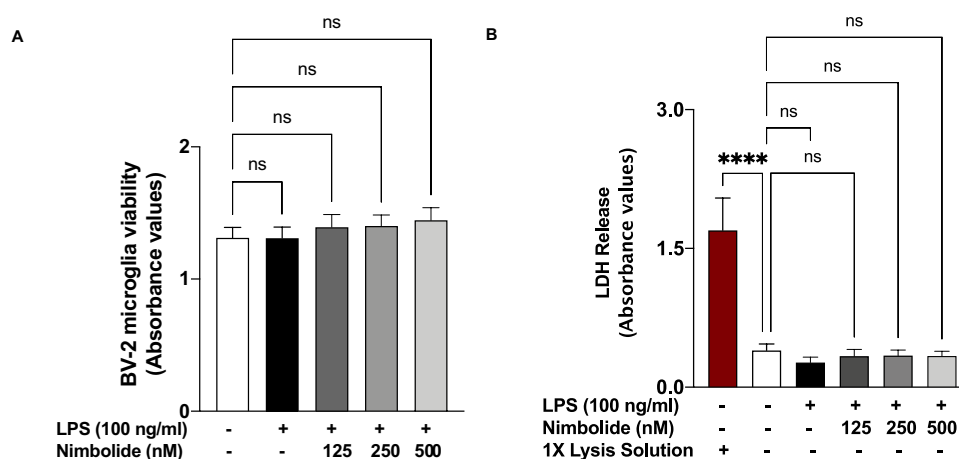 A
ns
ns
ns
ns
2
1
0
BV-2 microglia viability
(Absorbance values)
LPS (100 ng/ml) - + + + +
Nimbolide (nM) - - 125 250 500
B
ns
ns
ns
**** ns
3.0
1.5
0.0
LDH Release
(Absorbance values)
LPS (100 ng/ml) - - + + + +
Nimbolide (nM) - - - 125 250 500
1X Lysis Solution + - - - - -